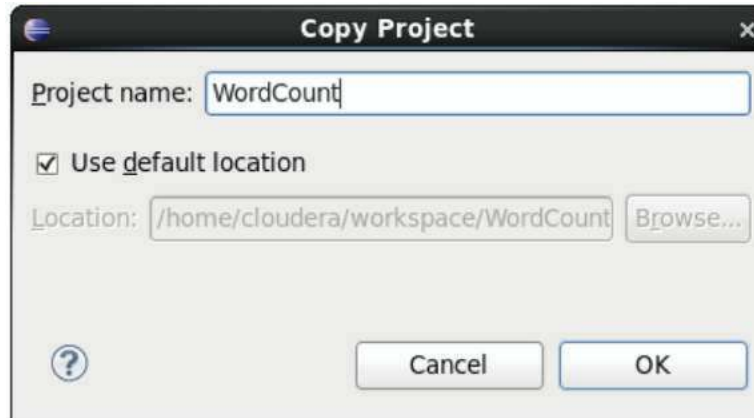 Copy Project
Project name: WordCount
Use default location
Location: /home/cloudera/workspace/WordCount Browse...
? Cancel OK